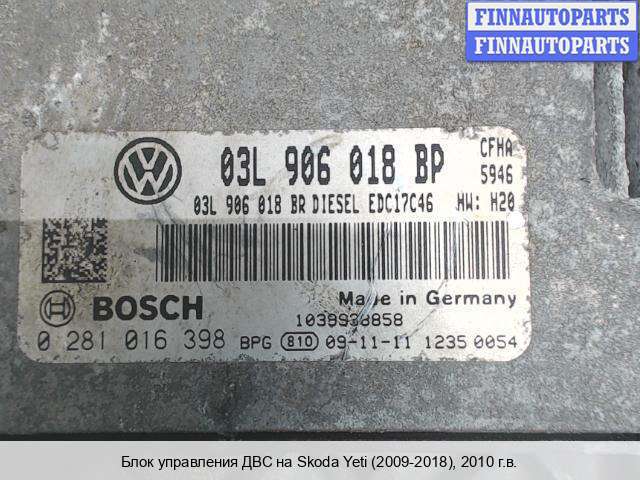 FINNAUTOPARTS
FINNAUTOPARTS
03L 906 018 BP CFHA
5946
03L 906 018 BR DIESEL EDC17C46 HW: H20
BOSCH Made in Germany
1039S38858
0 281 016 398 BPG 810 09-11-11 1235 0054
Блок управления ДВС на Skoda Yeti (2009-2018), 2010 г.в.